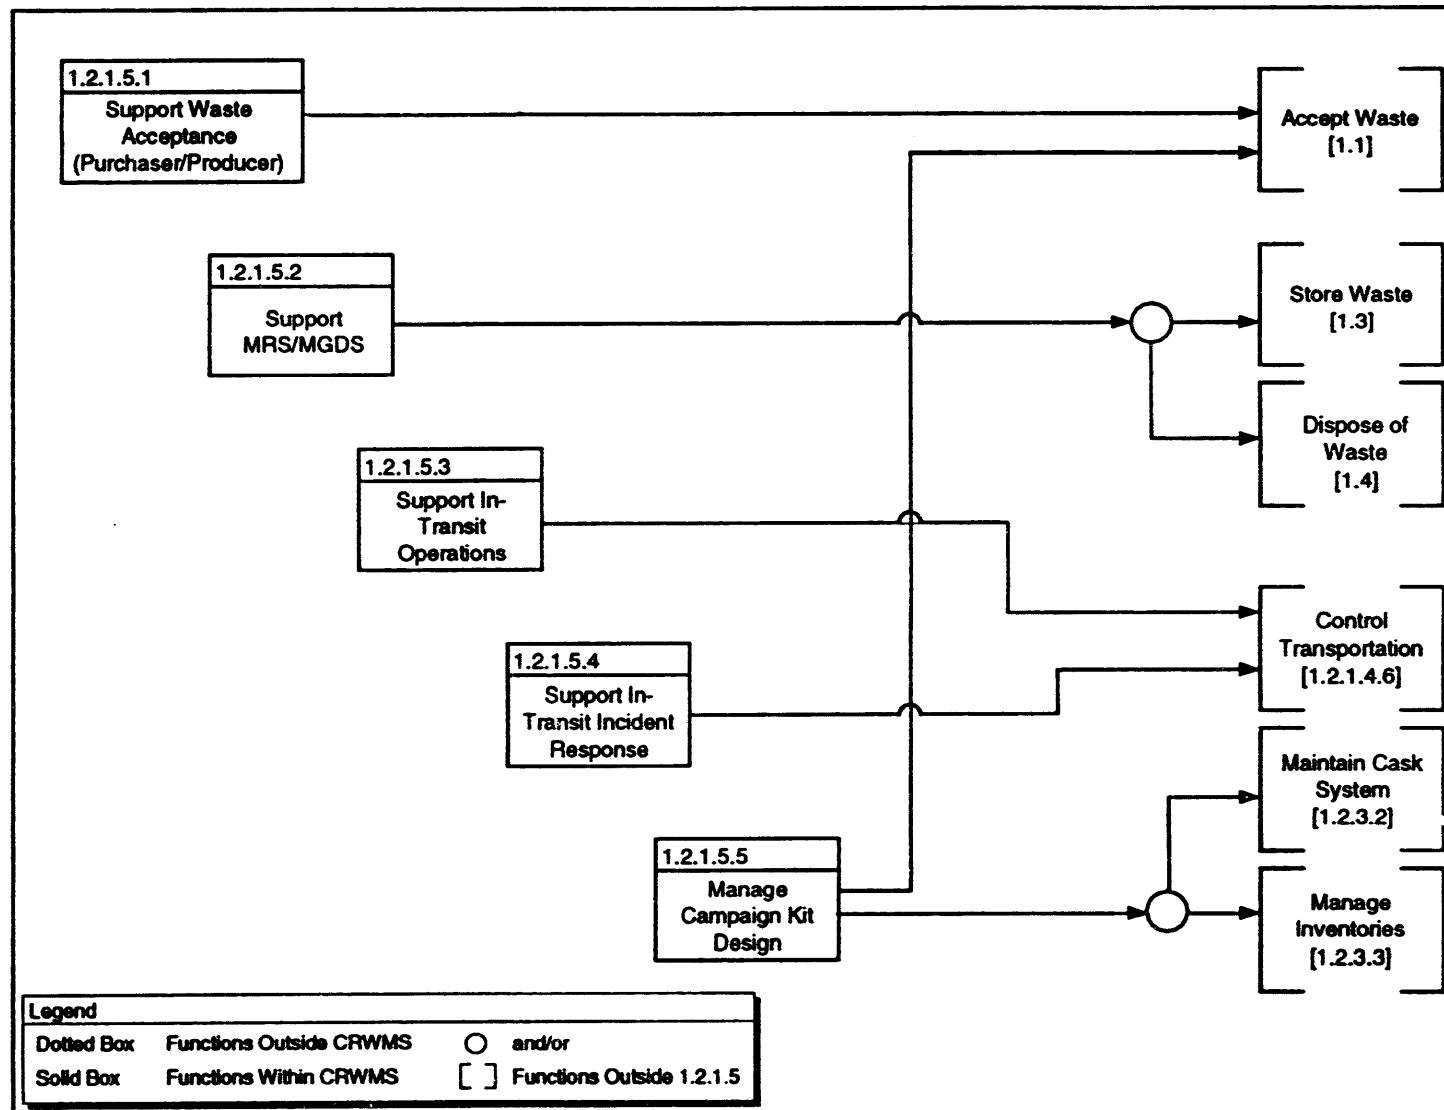 1.2.1.5.1
Support Waste
Acceptance
(Purchaser/Producer)
Accept Waste
[1.1]
1.2.1.5.2
Support
MRS/MGDS
Store Waste
[1.3]
Dispose of
Waste
[1.4]
1.2.1.5.3
Support In-
Transit
Operations
Control
Transportation
[1.2.1.4.6]
1.2.1.5.4
Support In-
Transit Incident
Response
Maintain Cask
System
[1.2.3.2]
1.2.1.5.5
Manage
Campaign Kit
Design
Manage
Inventories
[1.2.3.3]
Legend
Dotted Box Functions Outside CRWMS and/or
Solid Box Functions Within CRWMS [ ] Functions Outside 1.2.1.5